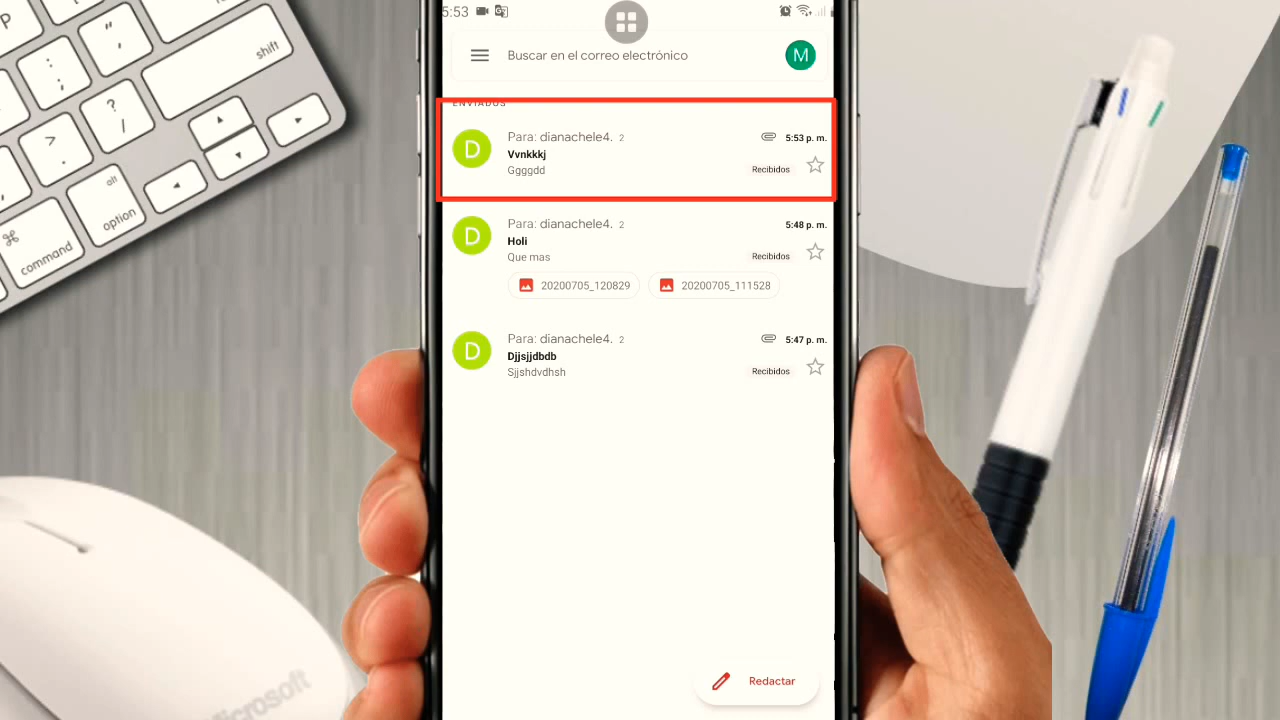 5:53
Buscar en el correo electrónico
M
ENVIADOS
D
Para: dianachele4. 2
5:53 p. m.
Vvnkkkj
Ggggdd
Recibidos
D
Para: dianachele4. 2
5:48 p. m.
Holi
Que mas
Recibidos
20200705_120829
20200705_111528
D
Para: dianachele4. 2
5:47 p. m.
Djjsjjdbdb
Sjjshdvdhsh
Recibidos
Redactar
P
shift
?
/
alt
option
⌘
command
Microsoft